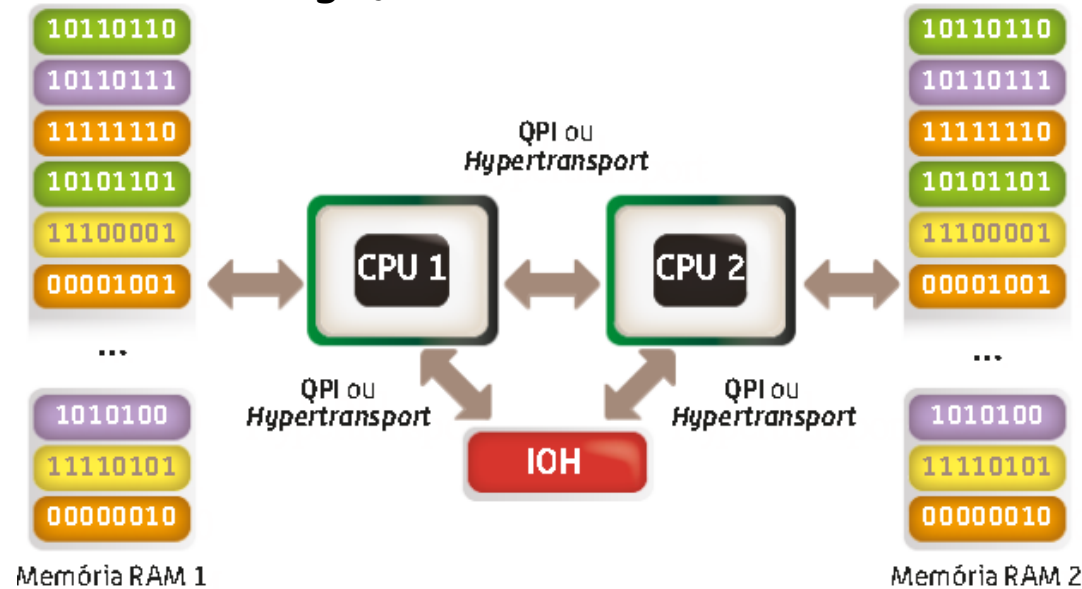 10110110
10110111
11111110
10101101
11100001
00001001
...
1010100
11110101
00000010
Memória RAM 1
QPI ou
Hypertransport
CPU 1
CPU 2
QPI ou
Hypertransport
QPI ou
Hypertransport
IOH
10110110
10110111
11111110
10101101
11100001
00001001
...
1010100
11110101
00000010
Memória RAM 2